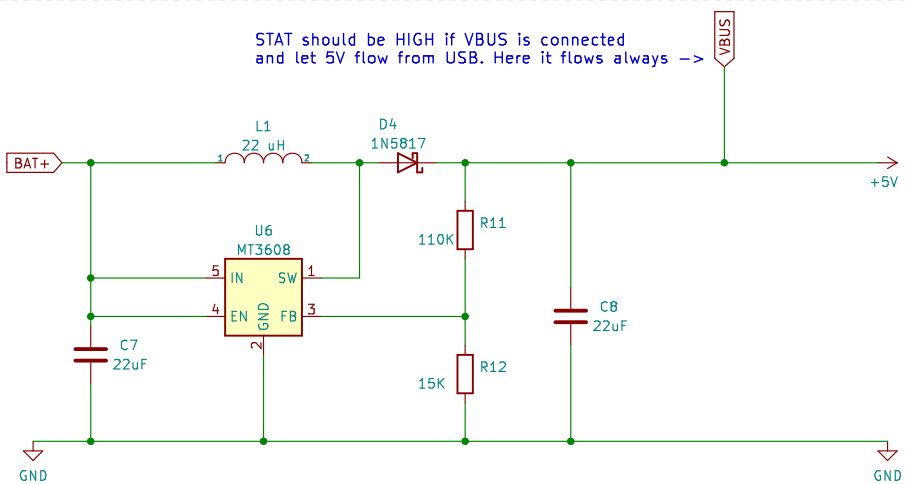 STAT should be HIGH if VBUS is connected
and let 5V flow from USB. Here it flows always ->
VBUS
BAT+
L1
22 uH
1
2
D4
1N5817
+5V
U6
MT3608
5
IN
SW
1
4
EN
GND
FB
3
2
R11
110K
R12
15K
C7
22uF
C8
22uF
GND
GND